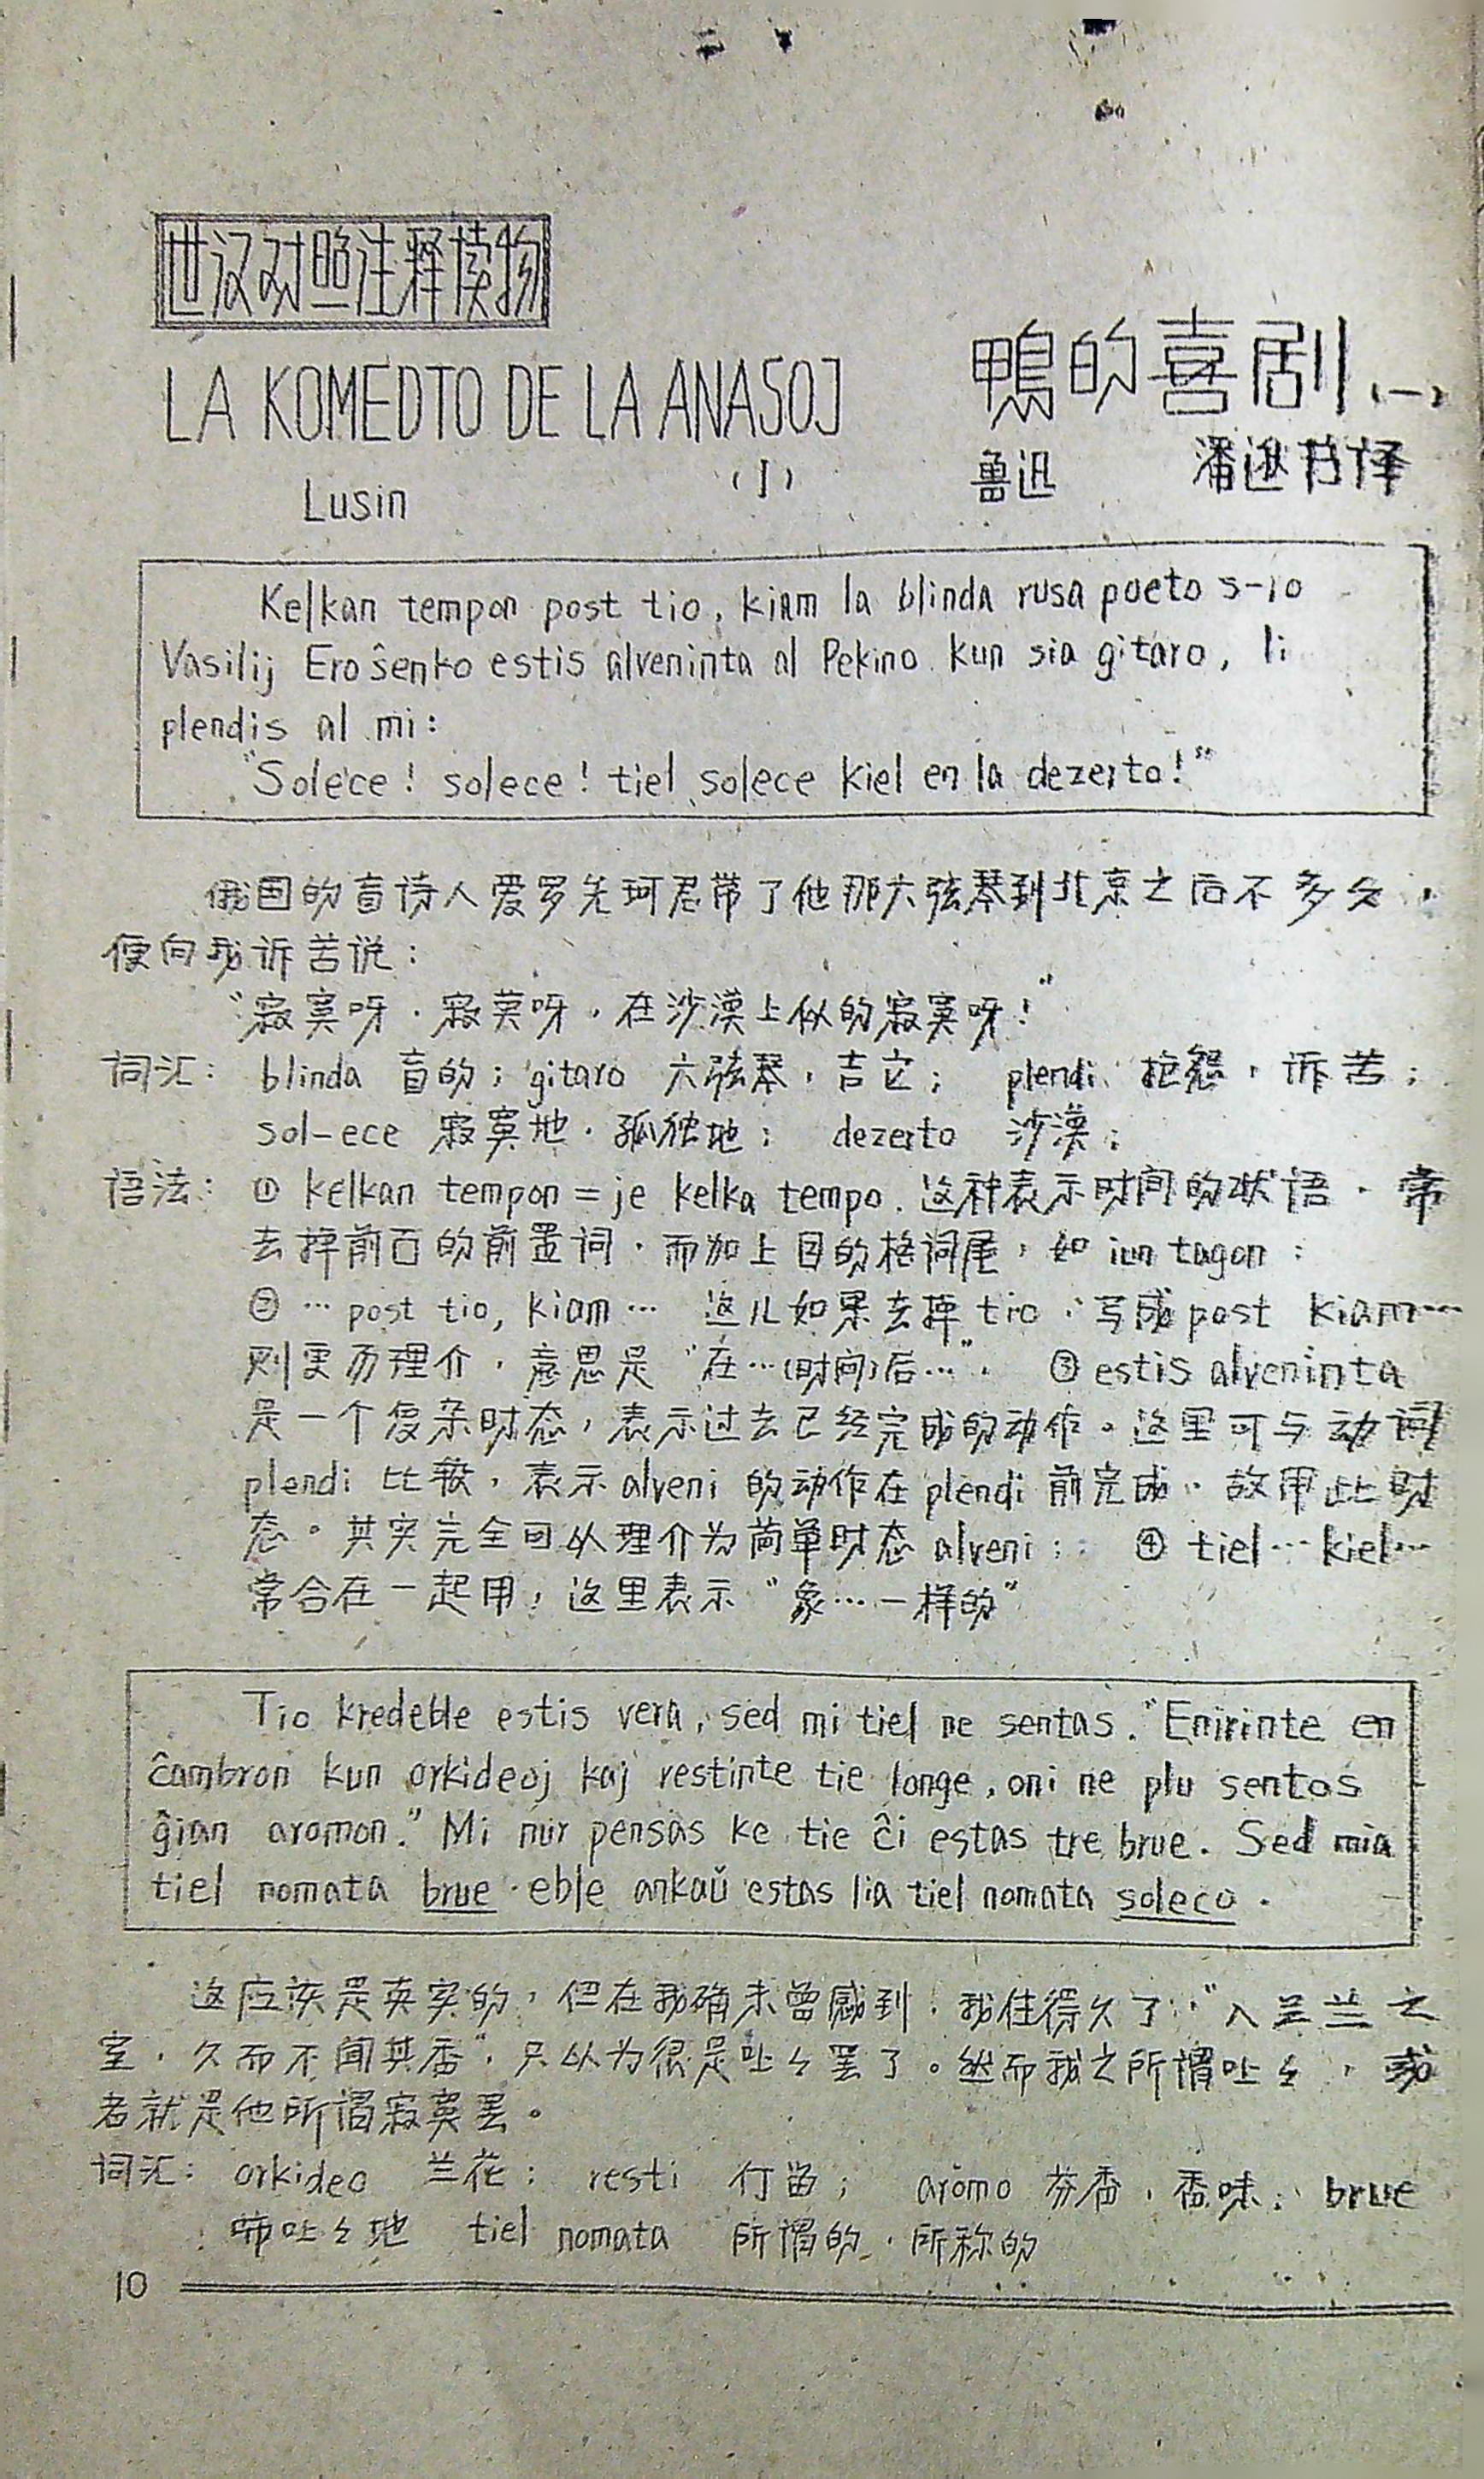 世汉对照注释读物
LA KOMEDTO DE LA ANASOJ
鴨的喜剧(一)
(I)
Lusin
鲁迅 潘逊书译
Kelkan tempon post tio, kiam la blinda rusa poeto s-ro
Vasilij Eroŝenko estis alveninta al Pekino kun sia gitaro, li
plendis al mi:
"Solece! solece! tiel solece kiel en la dezerto!"
俄国的盲诗人爱罗先珂君带了他那六弦琴到北京之后不多久，
便向我诉苦说：
"寂寞呀，寂莫呀，在沙漠上似的寂寞呀！"
词汇： blinda 盲的； gitaro 六弦琴，吉它； plendi 抱怨，诉苦；
sol-ece 寂寞地，孤独地； dezerto 沙漠；
语法： ① kelkan tempon = je kelka tempo. 这种表示时间的状语，常
去掉前面的前置词，而加上目的格词尾，如 iun tagon；
② … post tio, kiam … 这儿如果去掉 tio，写成 post kiam…
则更历理介，意思是"在…(时间)后…"． ③ estis alveninta
是一个复杂时态，表示过去已经完成的动作。这里可与动词
plendi 比较，表示 alveni 的动作在 plendi 前完成，故用此时
态。其实完全可以理介为简单时态 alveni； ④ tiel … kiel…
常合在一起用，这里表示"象…一样的"
Tio kredeble estis vera, sed mi tiel ne sentas. "Enirinte en
ĉambron kun orkideoj kaj restinte tie longe, oni ne plu sentas
ĝian aromon." Mi nur pensas ke tie ĉi estas tre brue. Sed mia
tiel nomata brue eble ankaŭ estas lia tiel nomata soleco.
这应该是真实的，但在我确未曾感到，我住得久了，"入芝兰之
室，久而不闻其香"，只以为很是吵々罢了。然而我之所谓吵々，或
者就是他所谓寂寞罢。
词汇： orkideo 兰花； resti 停留； aromo 芬香，香味； brue
吵々地 tiel nomata 所谓的，所称的
10